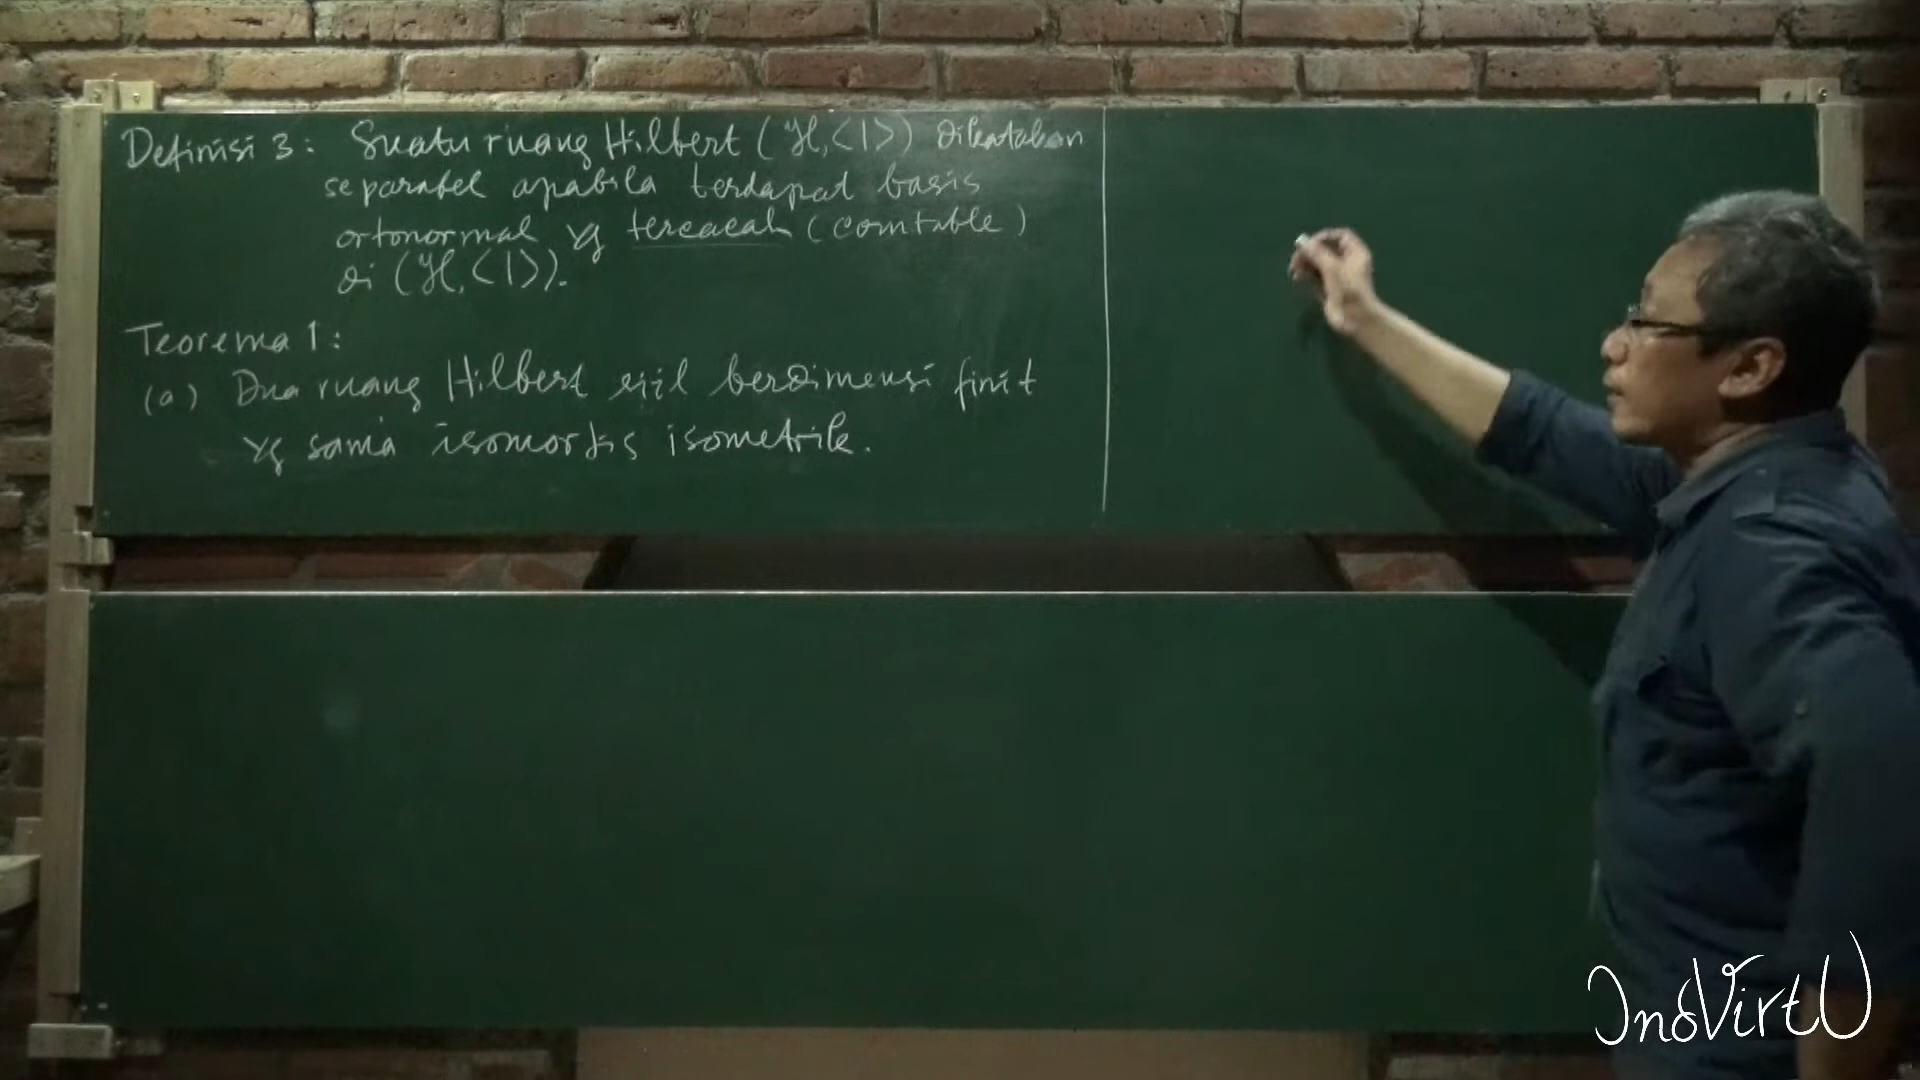 Definisi 3: Suatu ruang Hilbert (ℋ,<|>) dikatakan
separabel apabila terdapat basis
ortonormal yg tercacah (countable)
di (ℋ,<|>).
Teorema 1:
(a) Dua ruang Hilbert riil berdimensi finit
yg sama isomorfis isometrik.
IndVirtU